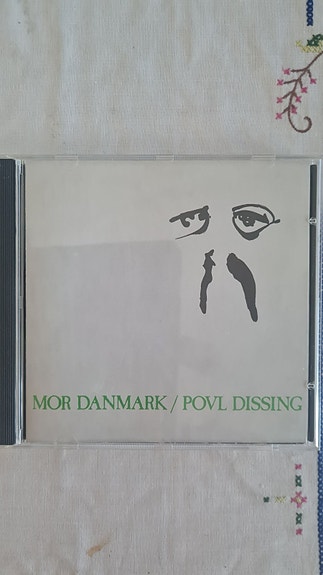 MOR DANMARK / POVL DISSING